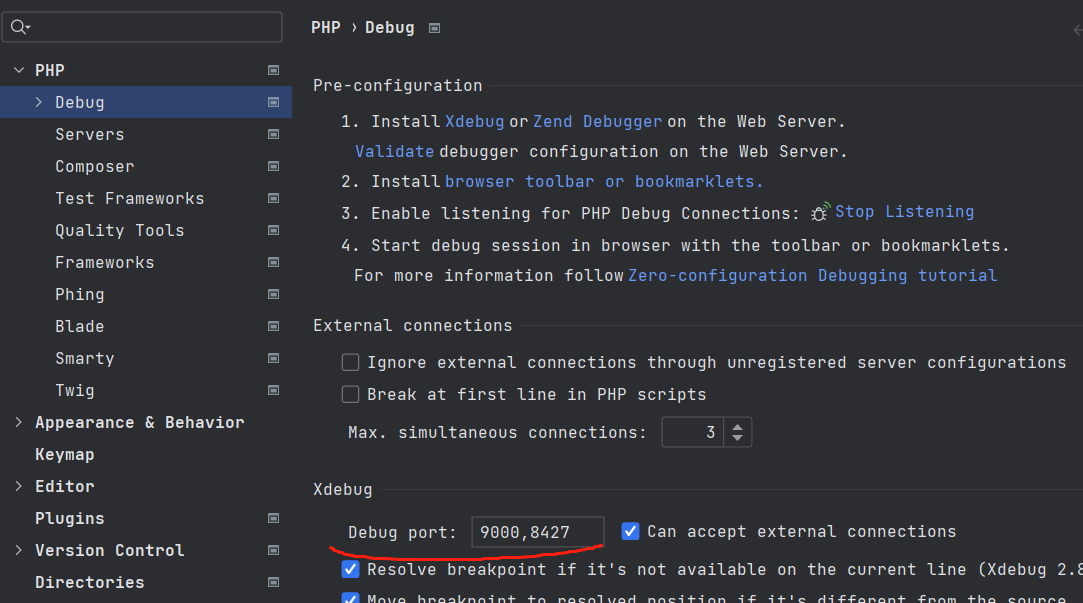 PHP › Debug
PHP
Debug
Servers
Composer
Test Frameworks
Quality Tools
Frameworks
Phing
Blade
Smarty
Twig
Appearance & Behavior
Keymap
Editor
Plugins
Version Control
Directories
Pre-configuration
1. Install Xdebug or Zend Debugger on the Web Server.
Validate debugger configuration on the Web Server.
2. Install browser toolbar or bookmarklets.
3. Enable listening for PHP Debug Connections: Stop Listening
4. Start debug session in browser with the toolbar or bookmarklets.
For more information follow Zero-configuration Debugging tutorial
External connections
Ignore external connections through unregistered server configurations
Break at first line in PHP scripts
Max. simultaneous connections: 3
Xdebug
Debug port: 9000,8427 Can accept external connections
Resolve breakpoint if it's not available on the current line (Xdebug 2.8
Move breakpoint to resolved position if it's different from the source